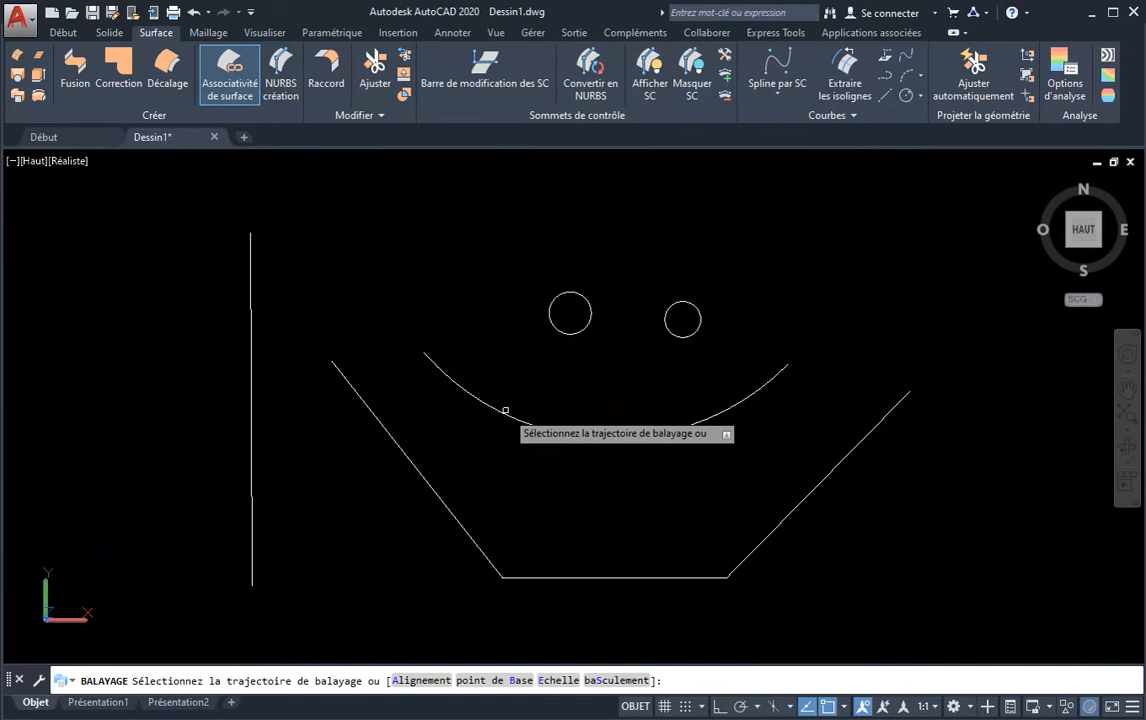 A
Autodesk AutoCAD 2020 Dessin1.dwg
Entrez mot-clé ou expression
Se connecter
Début Solide Surface Maillage Visualiser Paramétrique Insertion Annoter Vue Gérer Sortie Compléments Collaborer Express Tools Applications associées
Fusion Correction Décalage Associativité de surface NURBS création Raccord Ajuster Barre de modification des SC Convertir en NURBS Afficher SC Masquer SC Spline par SC Extraire les isolignes Ajuster automatiquement Options d'analyse
Créer Modifier Sommets de contrôle Courbes Projeter la géométrie Analyse
Début Dessin1*
[−][Haut][Réaliste]
N
O HAUT E
S
SCG
Sélectionnez la trajectoire de balayage ou
Y
Z X
BALAYAGE Sélectionnez la trajectoire de balayage ou [Alignement point de Base Echelle baSculement]:
Objet Présentation1 Présentation2 + OBJET 1:1